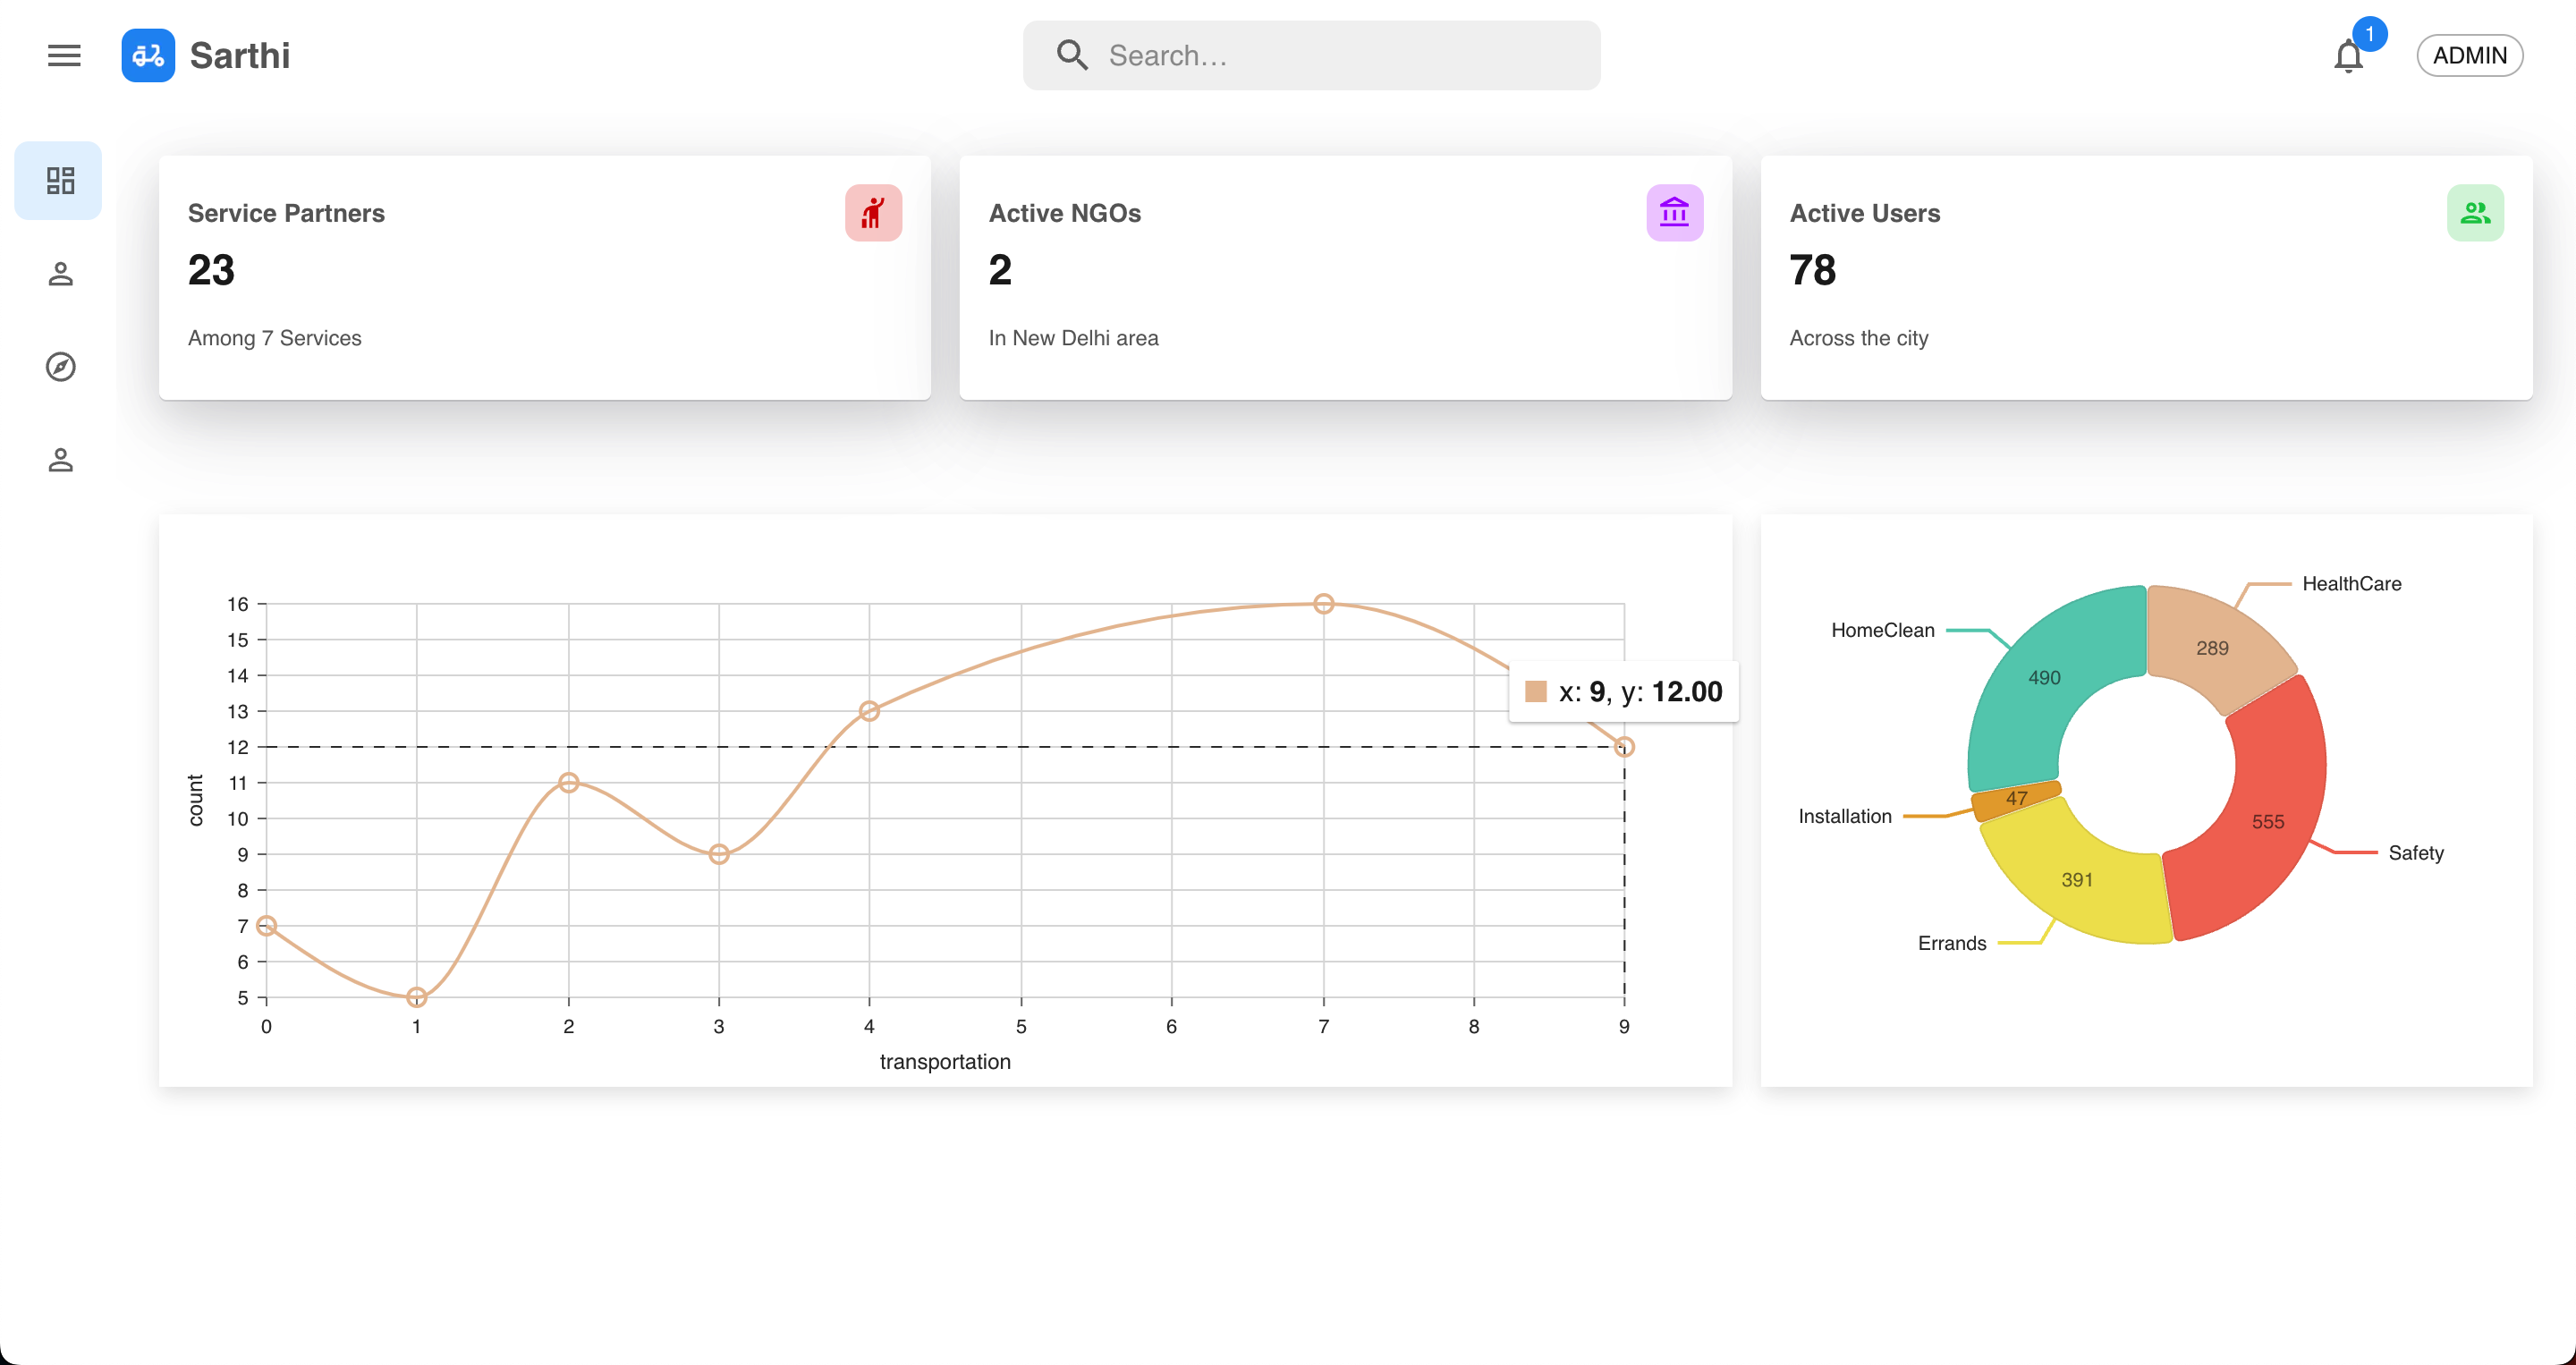 Sarthi
Search…
1
ADMIN
Service Partners
23
Among 7 Services
Active NGOs
2
In New Delhi area
Active Users
78
Across the city
16
15
14
13
12
11
10
9
8
7
6
5
count
0 1 2 3 4 5 6 7 8 9
transportation
x: 9, y: 12.00
HealthCare
289
HomeClean
490
Installation
47
555
Safety
391
Errands